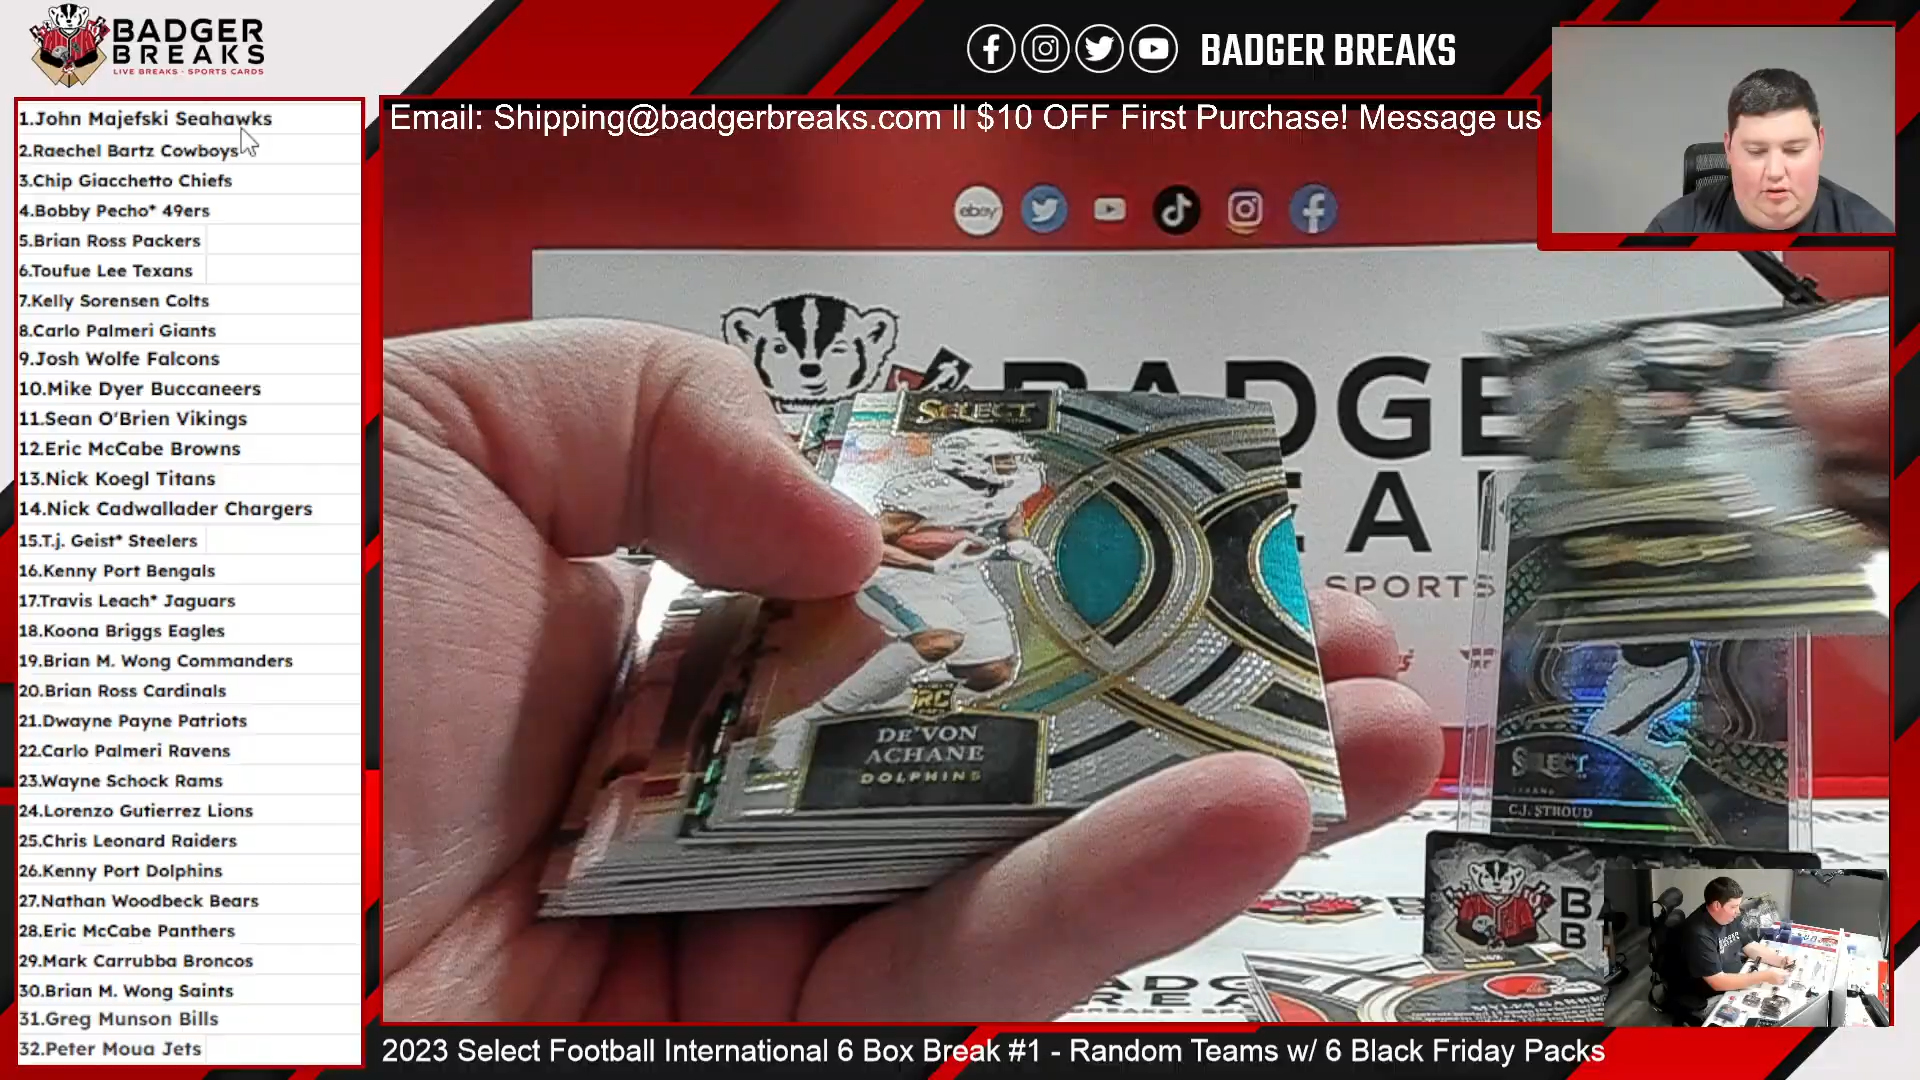 BADGER
BREAKS
LIVE BREAKS - SPORTS CARDS
BADGER BREAKS
Email: Shipping@badgerbreaks.com ll $10 OFF First Purchase! Message us
1.John Majefski Seahawks
2.Raechel Bartz Cowboys
3.Chip Giacchetto Chiefs
4.Bobby Pecho* 49ers
5.Brian Ross Packers
6.Toufue Lee Texans
7.Kelly Sorensen Colts
8.Carlo Palmeri Giants
9.Josh Wolfe Falcons
10.Mike Dyer Buccaneers
11.Sean O'Brien Vikings
12.Eric McCabe Browns
13.Nick Koegl Titans
14.Nick Cadwallader Chargers
15.T.j. Geist* Steelers
16.Kenny Port Bengals
17.Travis Leach* Jaguars
18.Koona Briggs Eagles
19.Brian M. Wong Commanders
20.Brian Ross Cardinals
21.Dwayne Payne Patriots
22.Carlo Palmeri Ravens
23.Wayne Schock Rams
24.Lorenzo Gutierrez Lions
25.Chris Leonard Raiders
26.Kenny Port Dolphins
27.Nathan Woodbeck Bears
28.Eric McCabe Panthers
29.Mark Carrubba Broncos
30.Brian M. Wong Saints
31.Greg Munson Bills
32.Peter Moua Jets
ebay
BADGE
EA
SPORTS
SELECT
RC
DE'VON
ACHANE
DOLPHINS
SELECT
C.J. STROUD
B
B
2023 Select Football International 6 Box Break #1 - Random Teams w/ 6 Black Friday Packs